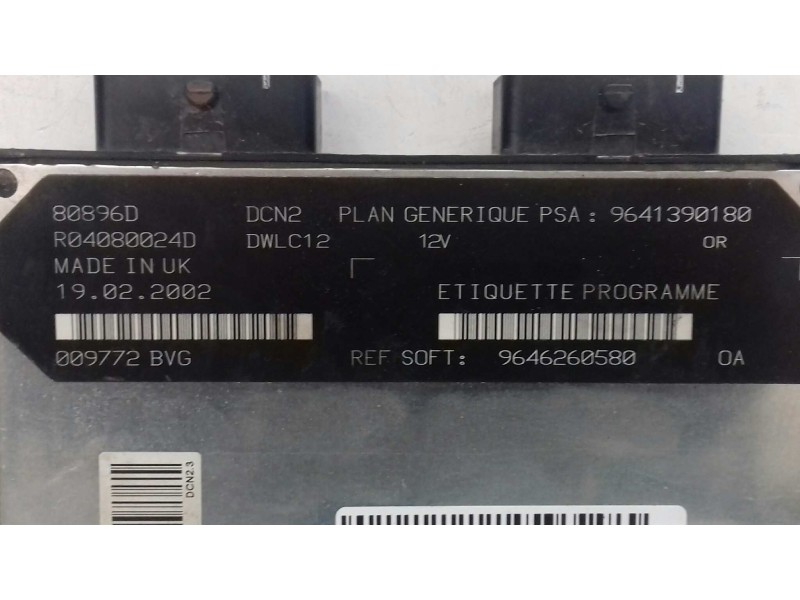 80896D DCN2 PLAN GENERIQUE PSA : 9641390180
R04080024D DWLC12 12V OR
MADE IN UK
19.02.2002 ETIQUETTE PROGRAMME
009772 BVG REF SOFT: 9646260580 0A
DCN2.3